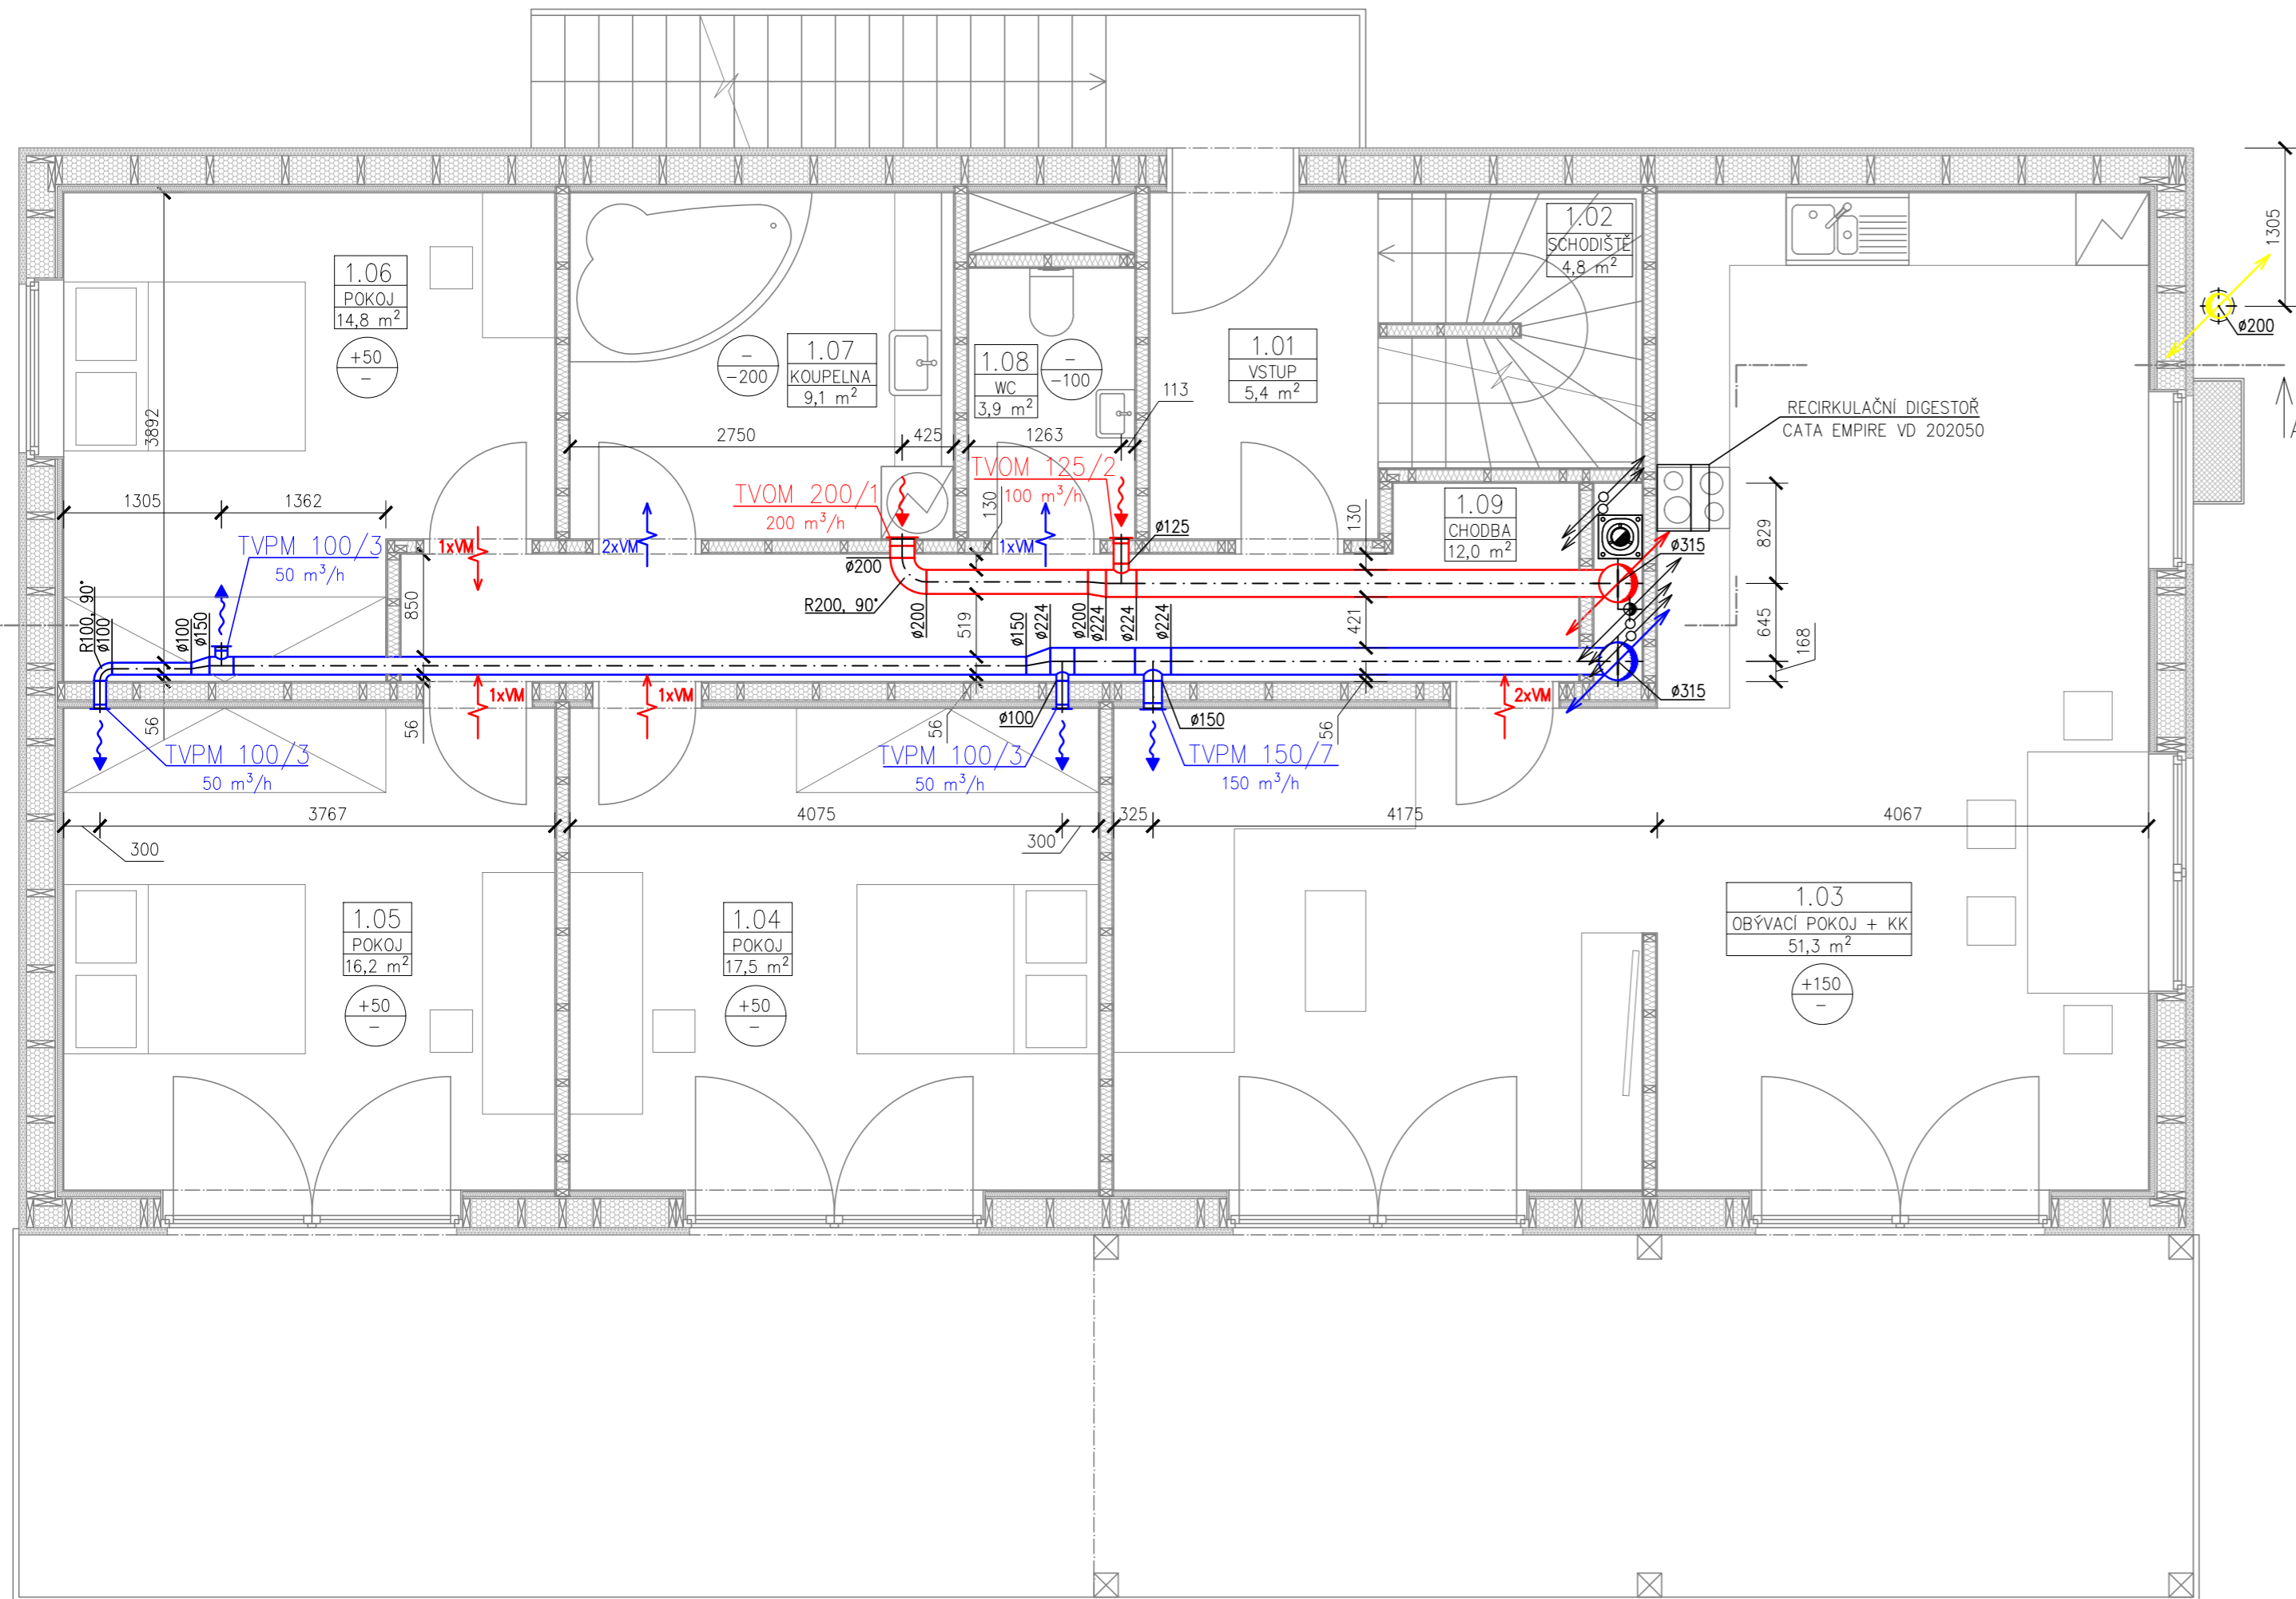 1305
ø200
1.02
SCHODIŠTĚ
4,8 m²
1.06
POKOJ
14,8 m²
+50
–
3892
1.07
KOUPELNA
9,1 m²
–
-200
1.08
WC
3,9 m²
–
-100
1.01
VSTUP
5,4 m²
113
RECIRKULAČNÍ DIGESTOŘ
CATA EMPIRE VD 202050
2750
425
1263
1305
1362
TVOM 200/1
200 m³/h
TVOM 125/2
100 m³/h
130
130
1.09
CHODBA
12,0 m²
829
TVPM 100/3
50 m³/h
1xVM
2xVM
1xVM
ø125
ø200
ø315
R100, 90°
ø100
ø100
ø150
850
R200, 90°
ø200
519
ø150
ø224
ø200
ø224
ø224
ø224
421
645
168
1xVM
1xVM
2xVM
ø315
56
56
56
56
ø100
ø150
TVPM 100/3
50 m³/h
TVPM 100/3
50 m³/h
TVPM 150/7
150 m³/h
3767
4075
325
4175
4067
300
300
1.05
POKOJ
16,2 m²
+50
–
1.04
POKOJ
17,5 m²
+50
–
1.03
OBÝVACÍ POKOJ + KK
51,3 m²
+150
–